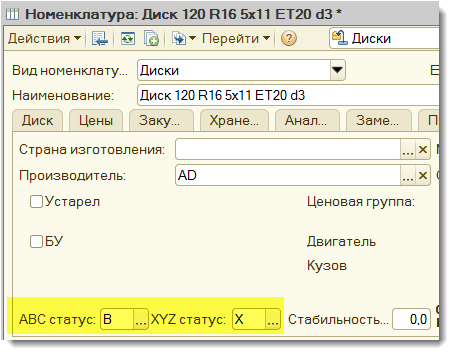 Номенклатура: Диск 120 R16 5x11 ET20 d3 *
Действия Перейти Диски
Вид номенклату... Диски
Наименование: Диск 120 R16 5x11 ET20 d3
Диск Цены Заку... Хране... Анал... Заме...
Страна изготовления: ... ×
Производитель: AD ... ×
Устарел Ценовая группа:
БУ Двигатель
Кузов
ABC статус: B ... XYZ статус: X ... Стабильность... 0,0